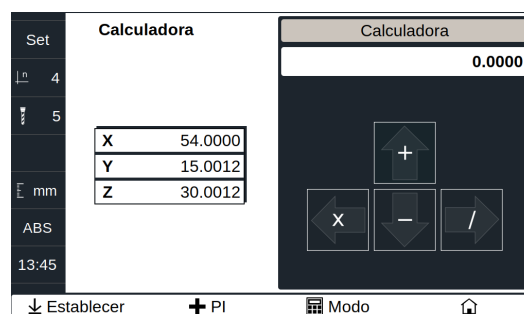 Set
n 4
5
mm
ABS
13:45
Calculadora
X 54.0000
Y 15.0012
Z 30.0012
Calculadora
0.0000
+
x – /
Establecer
PI
Modo